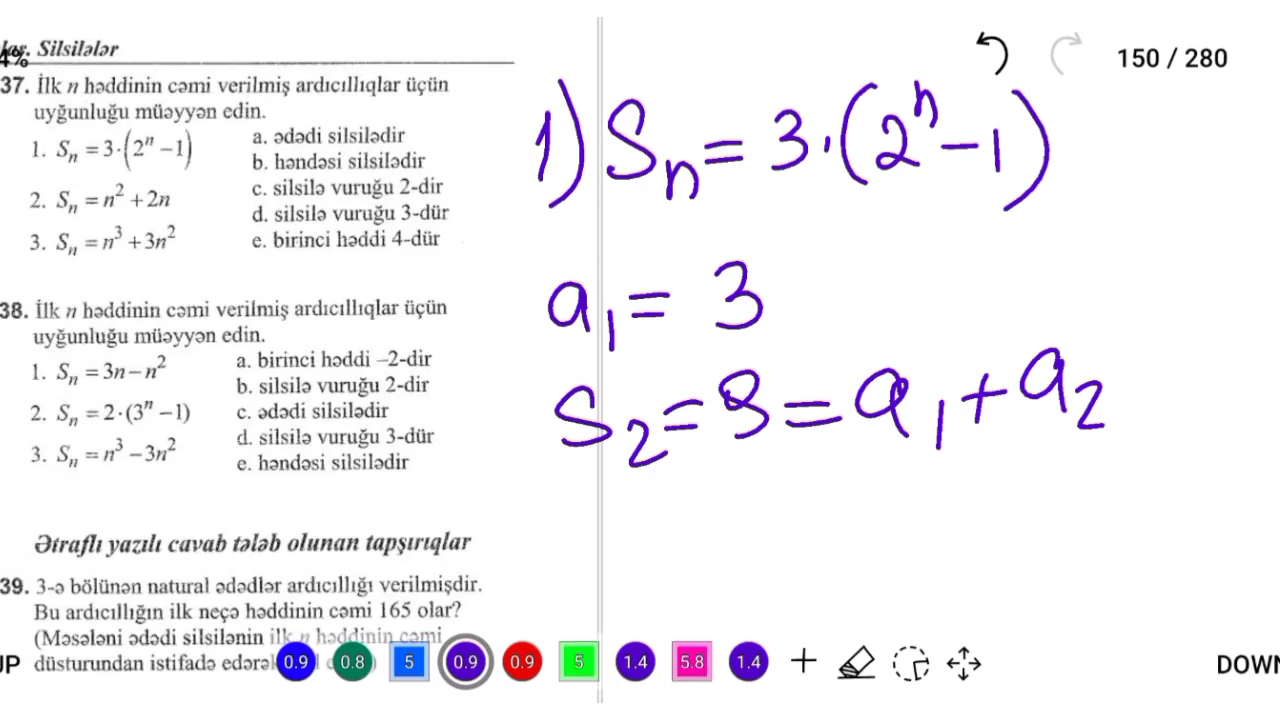 Silsilələr
4%
150 / 280
37. İlk n həddinin cəmi verilmiş ardıcıllıqlar üçün
uyğunluğu müəyyən edin.
1. Sₙ = 3·(2ⁿ − 1)
a. ədədi silsilədir
b. həndəsi silsilədir
2. Sₙ = n² + 2n
c. silsilə vuruğu 2-dir
d. silsilə vuruğu 3-dür
3. Sₙ = n³ + 3n²
e. birinci həddi 4-dür
38. İlk n həddinin cəmi verilmiş ardıcıllıqlar üçün
uyğunluğu müəyyən edin.
1. Sₙ = 3n − n²
a. birinci həddi −2-dir
b. silsilə vuruğu 2-dir
2. Sₙ = 2·(3ⁿ − 1)
c. ədədi silsilədir
d. silsilə vuruğu 3-dür
3. Sₙ = n³ − 3n²
e. həndəsi silsilədir
Ətraflı yazılı cavab tələb olunan tapşırıqlar
39. 3-ə bölünən natural ədədlər ardıcıllığı verilmişdir.
Bu ardıcıllığın ilk neçə həddinin cəmi 165 olar?
(Məsələni ədədi silsilənin ilk n həddinin cəmi
düsturundan istifadə
1) Sₙ = 3·(2ⁿ − 1)
a₁ = 3
S₂ = 8 = a₁ + a₂
UP 0.9 0.8 5 0.9 0.9 5 1.4 5.8 1.4 + DOWN